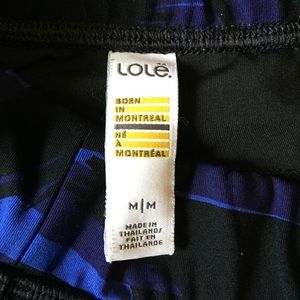 LOLË.
BORN
IN
MONTREAL
NÉ
À
MONTRÉAL
M|M
MADE IN
THAILAND/
FAIT EN
THAÏLANDE